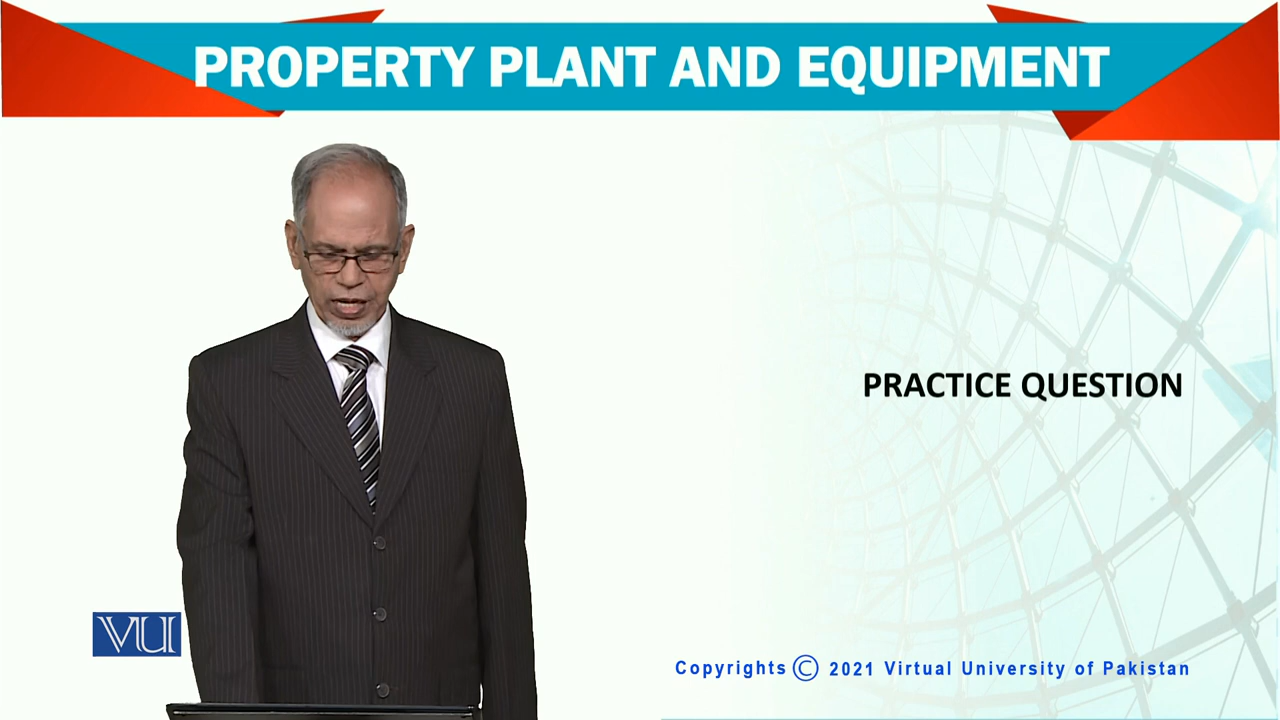 PROPERTY PLANT AND EQUIPMENT
PRACTICE QUESTION
VU
Copyrights © 2021 Virtual University of Pakistan